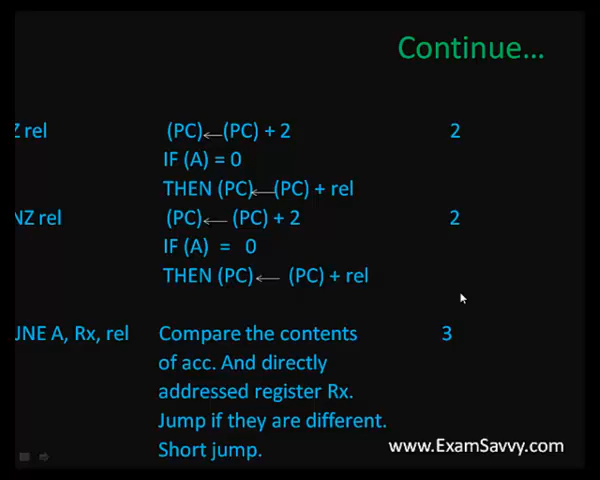 Continue...
Z rel (PC)← (PC) + 2 2
IF (A) = 0
THEN (PC)← (PC) + rel
NZ rel (PC)← (PC) + 2 2
IF (A) = 0
THEN (PC) ← (PC) + rel
JNE A, Rx, rel Compare the contents 3
of acc. And directly
addressed register Rx.
Jump if they are different.
Short jump.
www.ExamSavvy.com